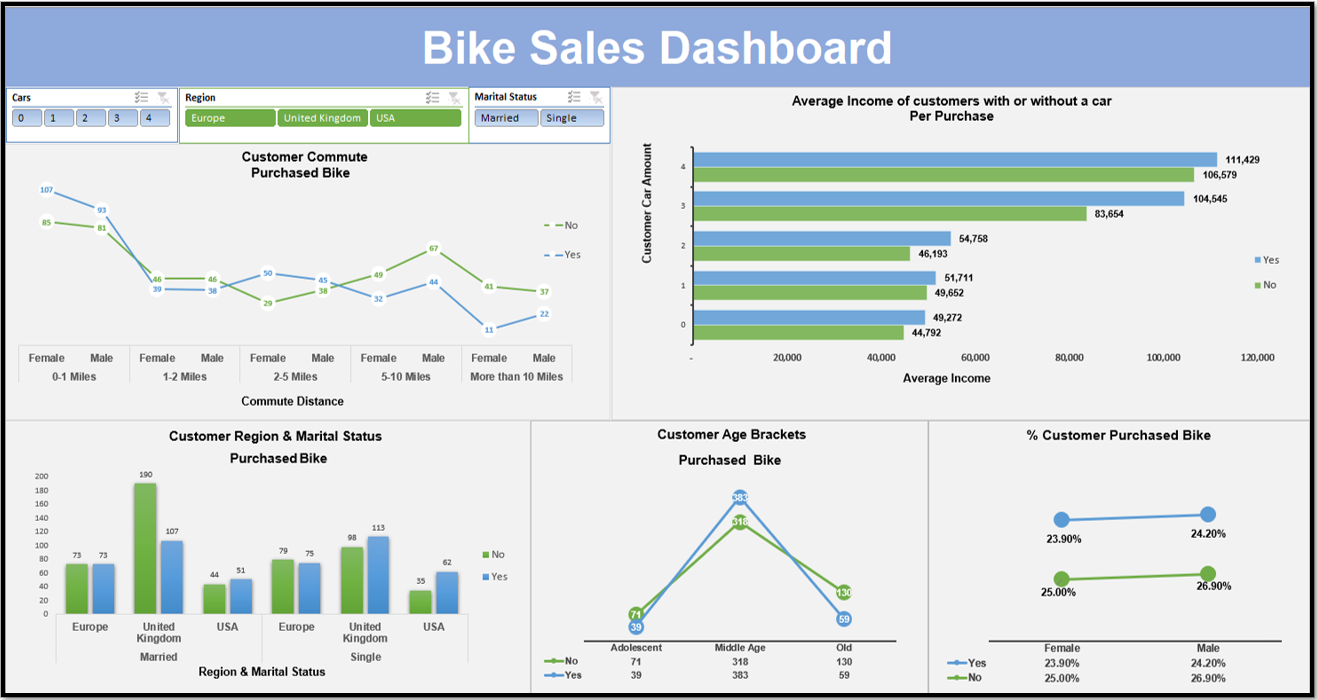 Bike Sales Dashboard
Cars
0 1 2 3 4
Region
Europe United Kingdom USA
Marital Status
Married Single
Customer Commute
Purchased Bike
107
93
85
81
46 46
39 38
50
45
29
38
49
67
32
44
41
37
11
22
No
Yes
Female Male Female Male Female Male Female Male Female Male
0-1 Miles 1-2 Miles 2-5 Miles 5-10 Miles More than 10 Miles
Commute Distance
Average Income of customers with or without a car
Per Purchase
Customer Car Amount
4
111,429
106,579
3
104,545
83,654
2
54,758
46,193
1
51,711
49,652
0
49,272
44,792
- 20,000 40,000 60,000 80,000 100,000 120,000
Average Income
Yes
No
Customer Region & Marital Status
Purchased Bike
200
180
160
140
120
100
80
60
40
20
0
73 73 190 107 44 51 79 75 98 113 35 62
No
Yes
Europe United Kingdom USA Europe United Kingdom USA
Married Single
Region & Marital Status
Customer Age Brackets
Purchased Bike
383
318
71
39
130
59
Adolescent Middle Age Old
No 71 318 130
Yes 39 383 59
% Customer Purchased Bike
23.90% 24.20%
25.00% 26.90%
Female Male
Yes 23.90% 24.20%
No 25.00% 26.90%